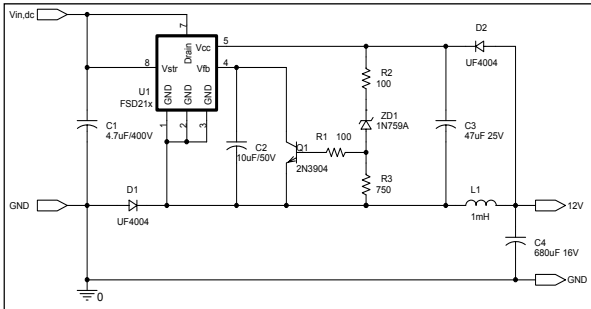 Vin,dc
7
Drain
Vcc
5
D2
UF4004
8
Vstr
Vfb
4
R2
100
U1
FSD21x
GND
GND
GND
1
2
3
ZD1
1N759A
C1
4.7uF/400V
C2
10uF/50V
R1
100
Q1
2N3904
C3
47uF 25V
R3
750
L1
1mH
GND
D1
UF4004
12V
C4
680uF 16V
GND
0